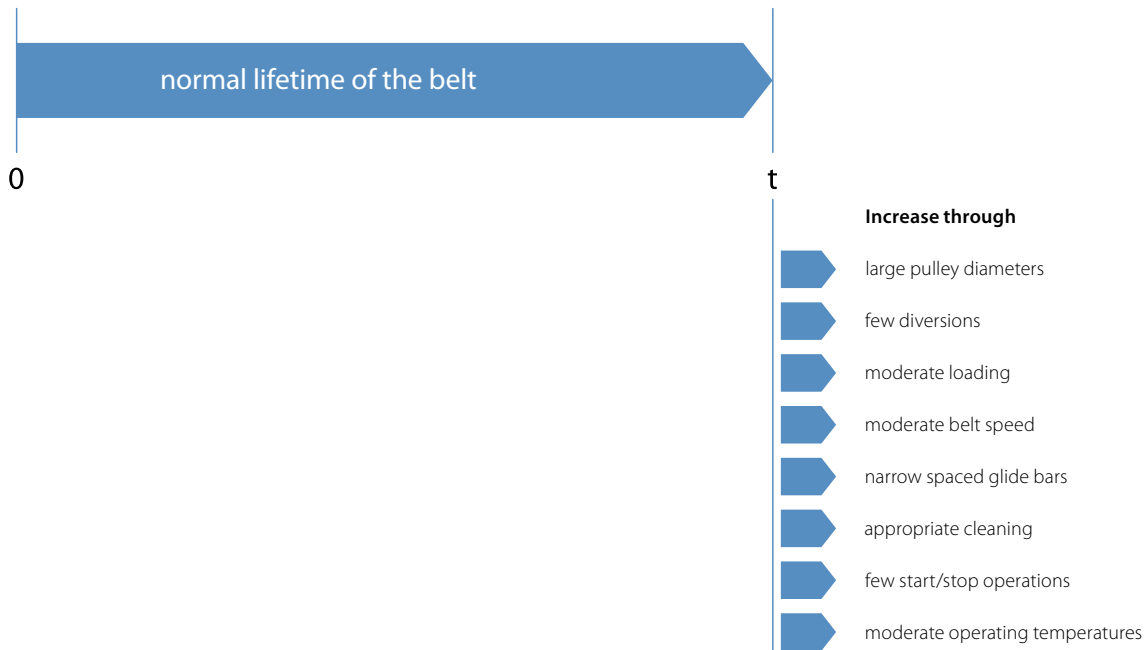 normal lifetime of the belt
0
t
Increase through
large pulley diameters
few diversions
moderate loading
moderate belt speed
narrow spaced glide bars
appropriate cleaning
few start/stop operations
moderate operating temperatures